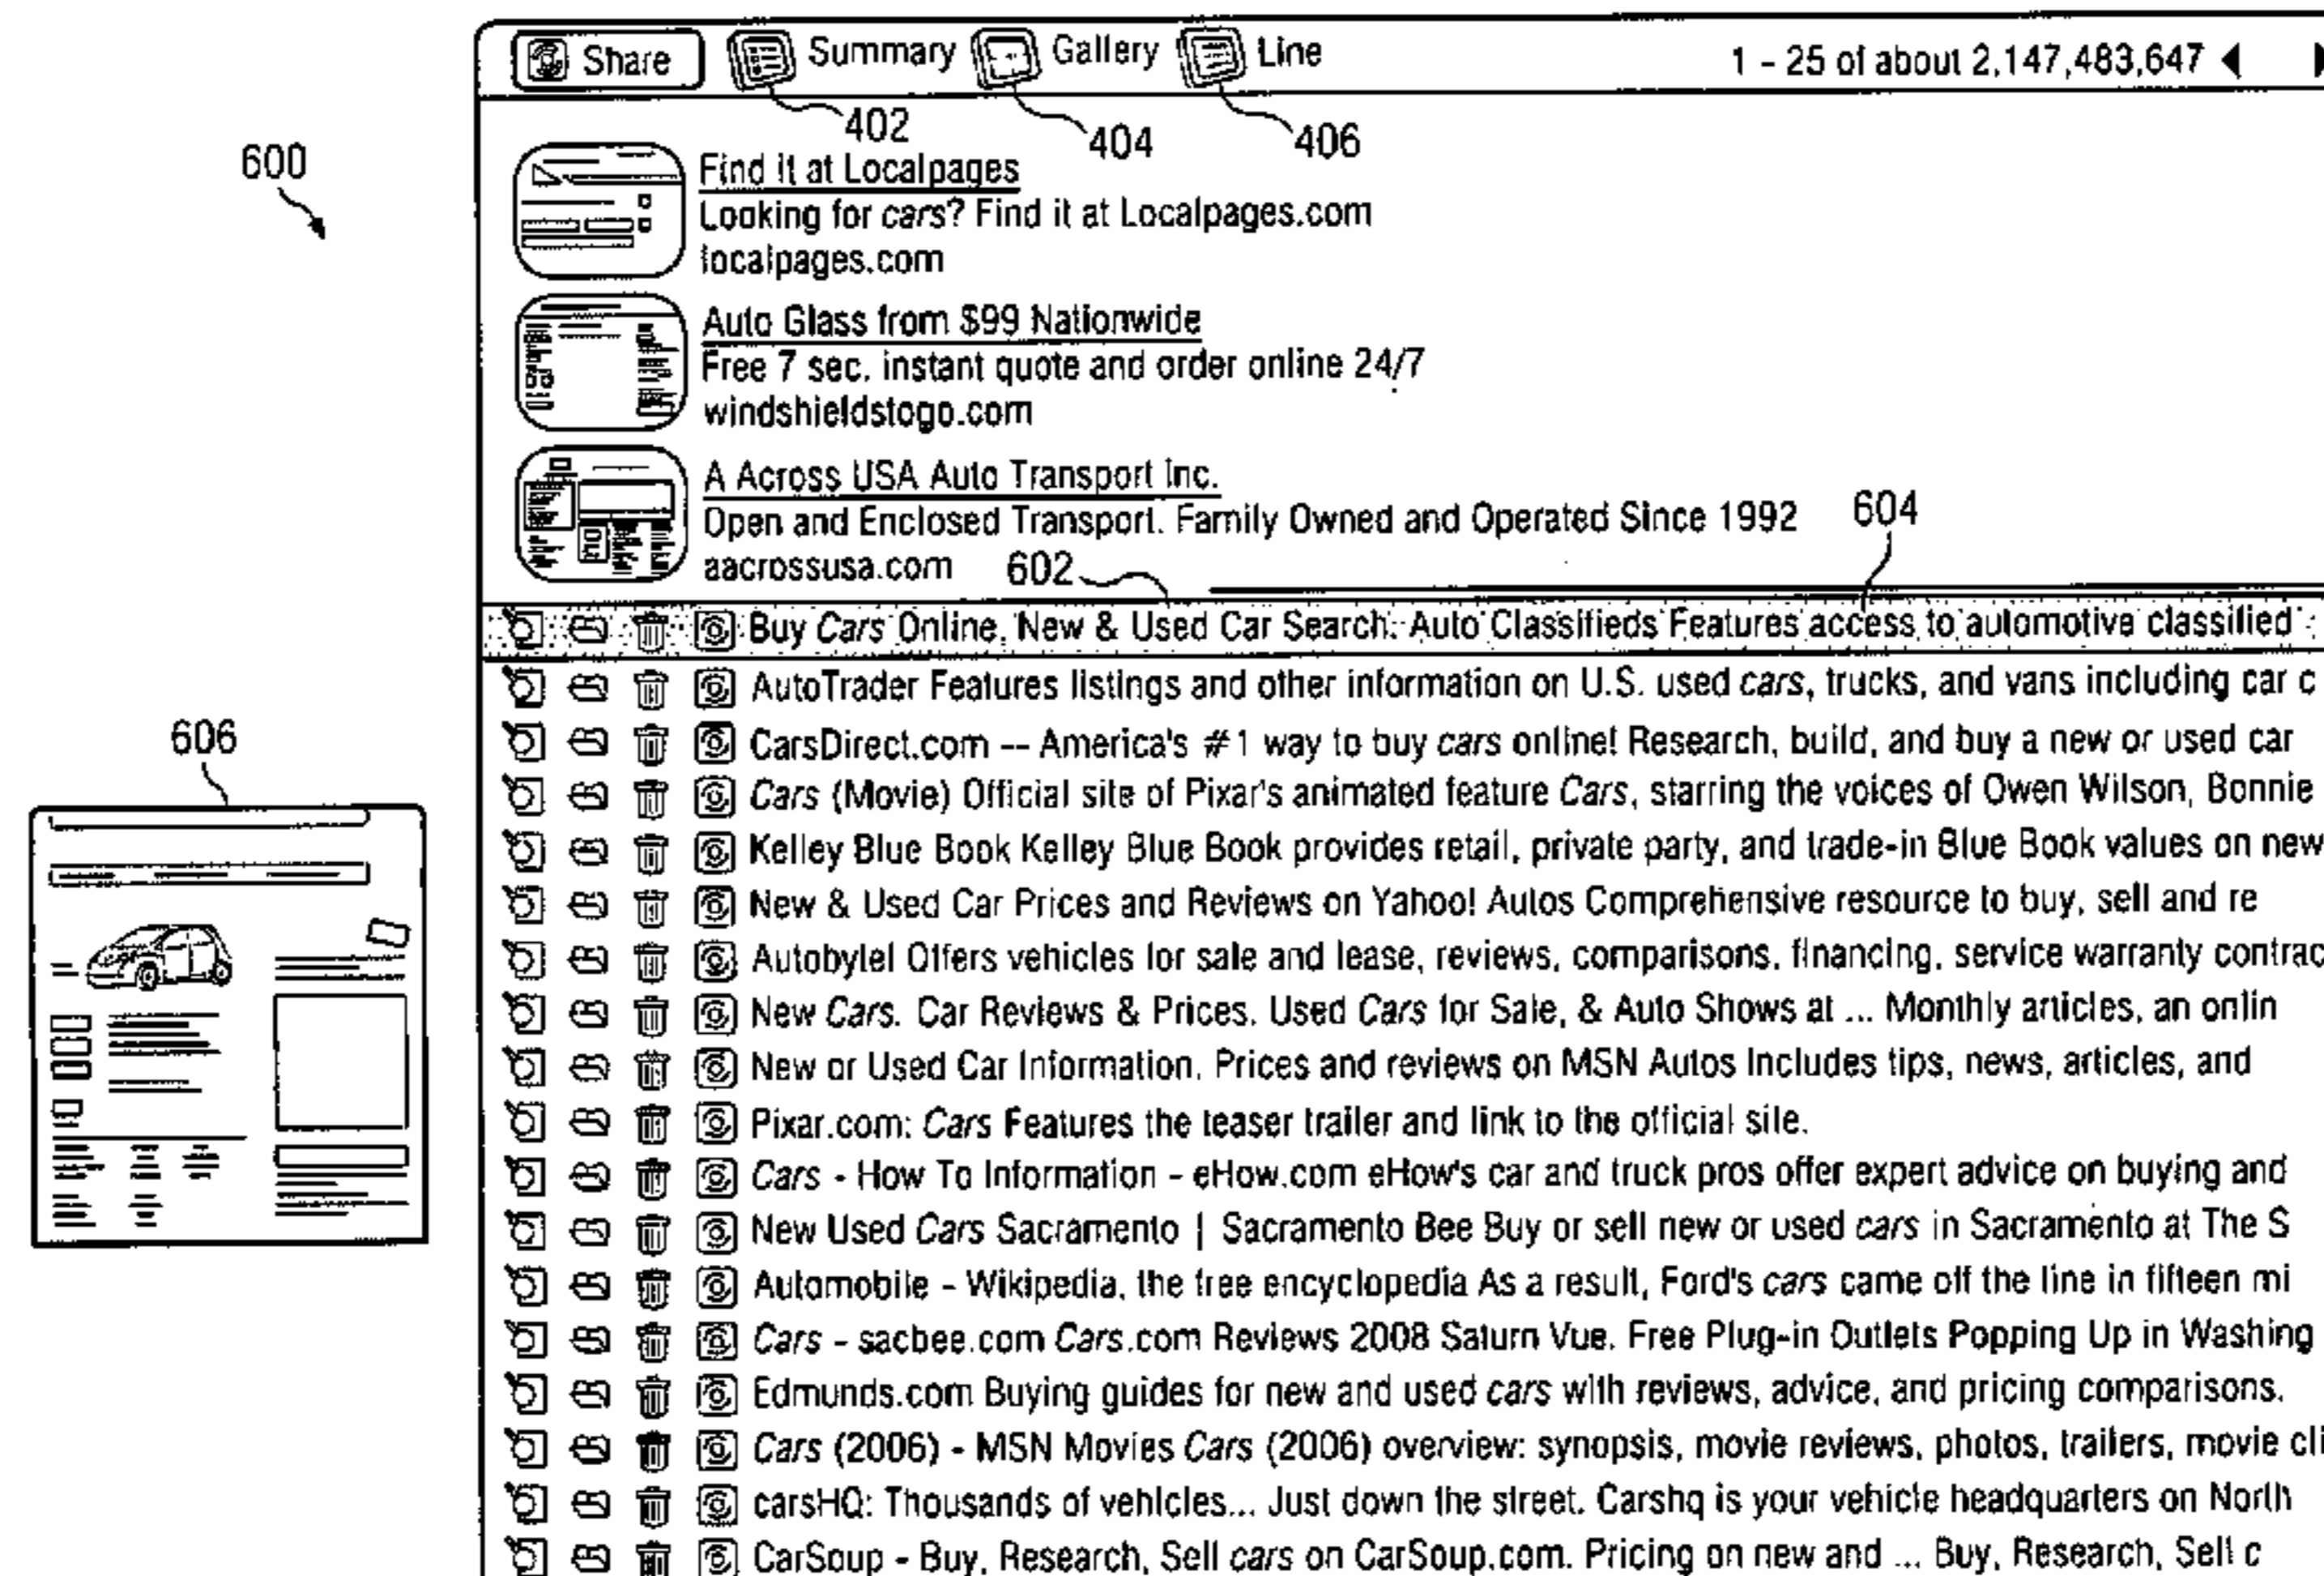 Share Summary Gallery Line 1 - 25 of about 2,147,483,647
402 404 406
600
Find it at Localpages
Looking for cars? Find it at Localpages.com
localpages.com
Auto Glass from $99 Nationwide
Free 7 sec. instant quote and order online 24/7
windshieldstogo.com
A Across USA Auto Transport Inc.
Open and Enclosed Transport. Family Owned and Operated Since 1992
aacrossusa.com
602 604
Buy Cars Online, New & Used Car Search. Auto Classifieds Features access to automotive classified
AutoTrader Features listings and other information on U.S. used cars, trucks, and vans including car c
CarsDirect.com -- America's #1 way to buy cars online! Research, build, and buy a new or used car
606
Cars (Movie) Official site of Pixar's animated feature Cars, starring the voices of Owen Wilson, Bonnie
Kelley Blue Book Kelley Blue Book provides retail, private party, and trade-in Blue Book values on new
New & Used Car Prices and Reviews on Yahoo! Autos Comprehensive resource to buy, sell and re
Autobytel Offers vehicles for sale and lease, reviews, comparisons, financing, service warranty contrac
New Cars. Car Reviews & Prices. Used Cars for Sale, & Auto Shows at ... Monthly articles, an onlin
New or Used Car Information, Prices and reviews on MSN Autos Includes tips, news, articles, and
Pixar.com: Cars Features the teaser trailer and link to the official site.
Cars - How To Information - eHow.com eHow's car and truck pros offer expert advice on buying and
New Used Cars Sacramento | Sacramento Bee Buy or sell new or used cars in Sacramento at The S
Automobile - Wikipedia, the free encyclopedia As a result, Ford's cars came off the line in fifteen mi
Cars - sacbee.com Cars.com Reviews 2008 Saturn Vue. Free Plug-in Outlets Popping Up in Washing
Edmunds.com Buying guides for new and used cars with reviews, advice, and pricing comparisons.
Cars (2006) - MSN Movies Cars (2006) overview: synopsis, movie reviews, photos, trailers, movie cli
carsHQ: Thousands of vehicles... Just down the street. Carshq is your vehicle headquarters on North
CarSoup - Buy, Research, Sell cars on CarSoup.com. Pricing on new and ... Buy, Research, Sell c